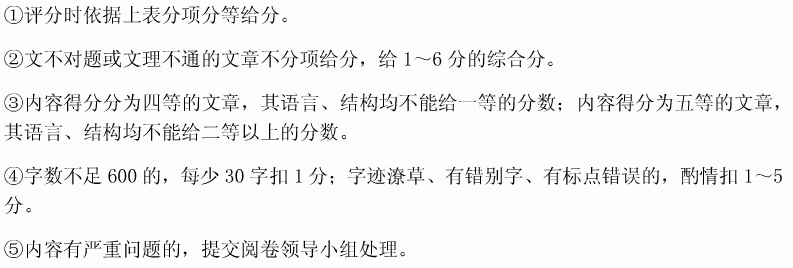 ①评分时依据上表分项分等给分。
②文不对题或文理不通的文章不分项给分，给 1～6 分的综合分。
③内容得分分为四等的文章，其语言、结构均不能给一等的分数；内容得分为五等的文章，
其语言、结构均不能给二等以上的分数。
④字数不足 600 的，每少 30 字扣 1 分；字迹潦草、有错别字、有标点错误的，酌情扣 1～5
分。
⑤内容有严重问题的，提交阅卷领导小组处理。